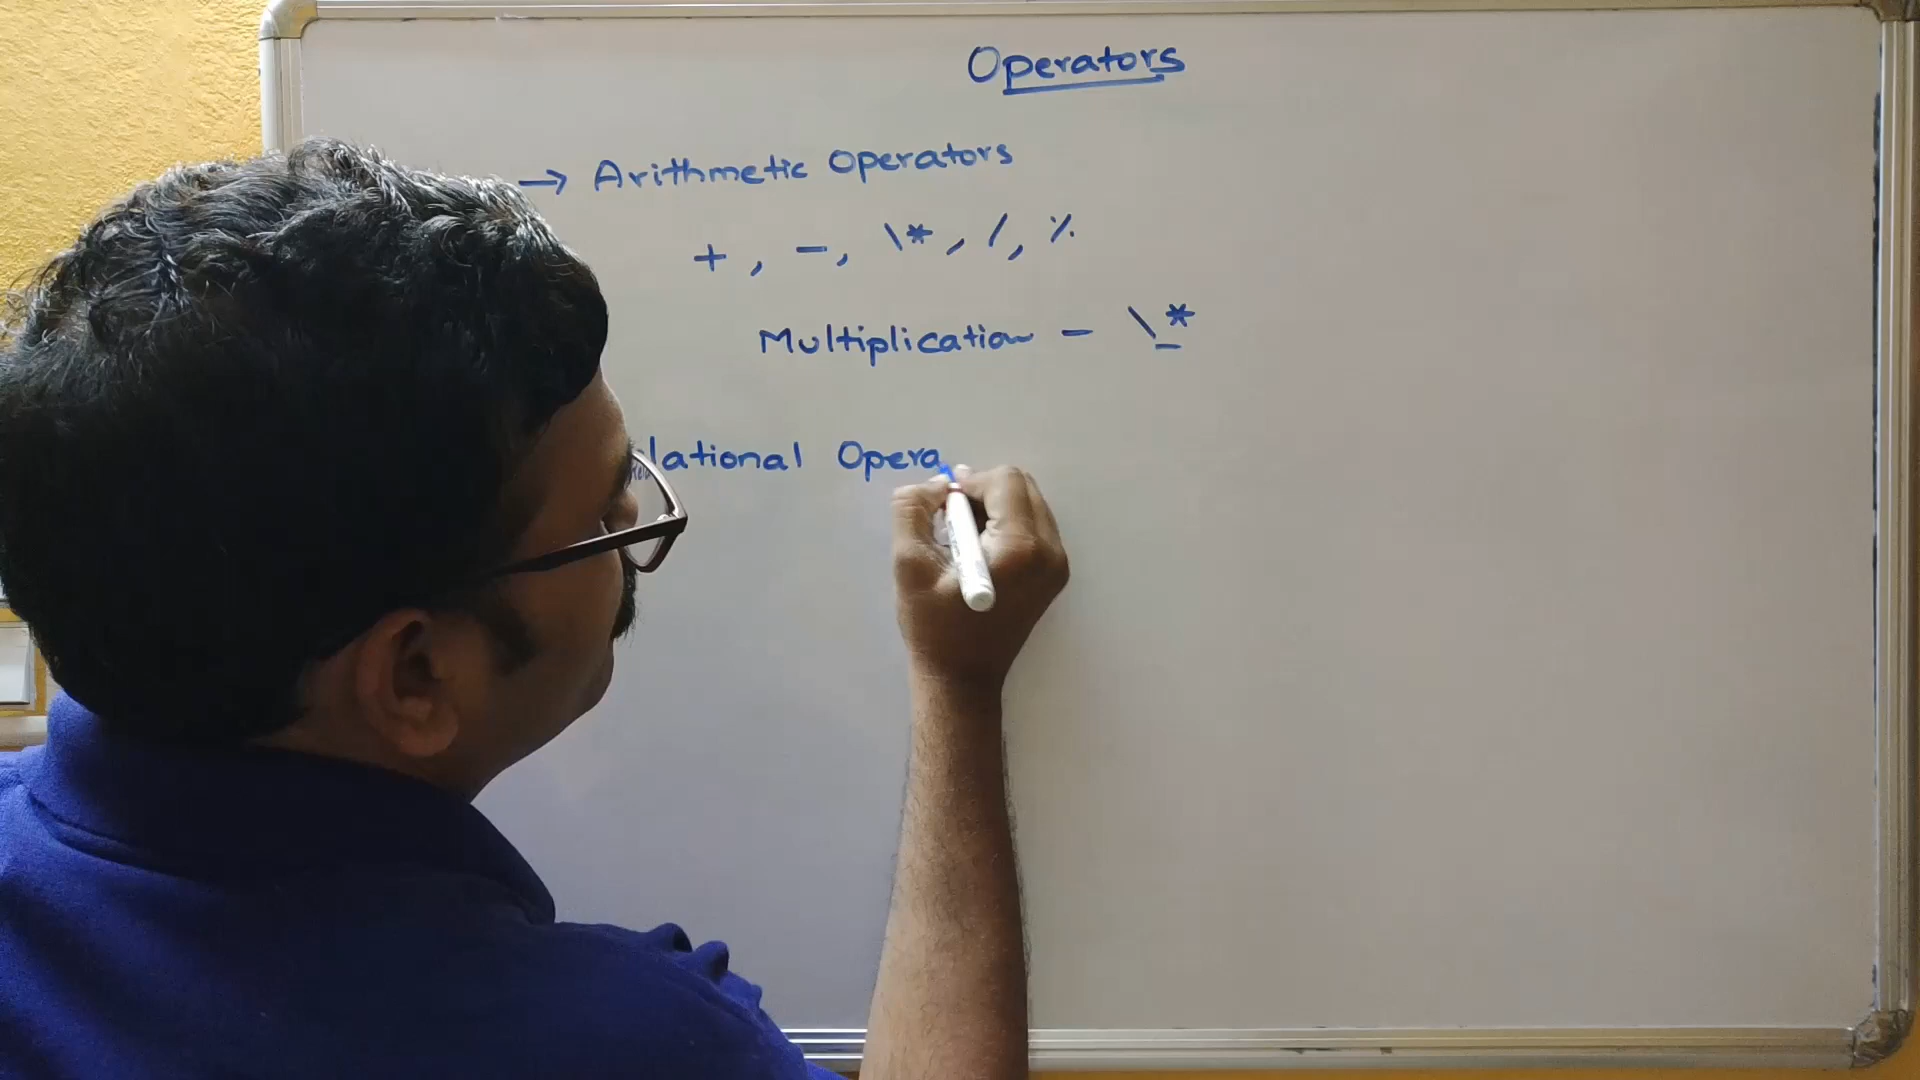 Operators
→ Arithmetic Operators
+ , - , \* , / , %
Multiplication - \*
lational Opera